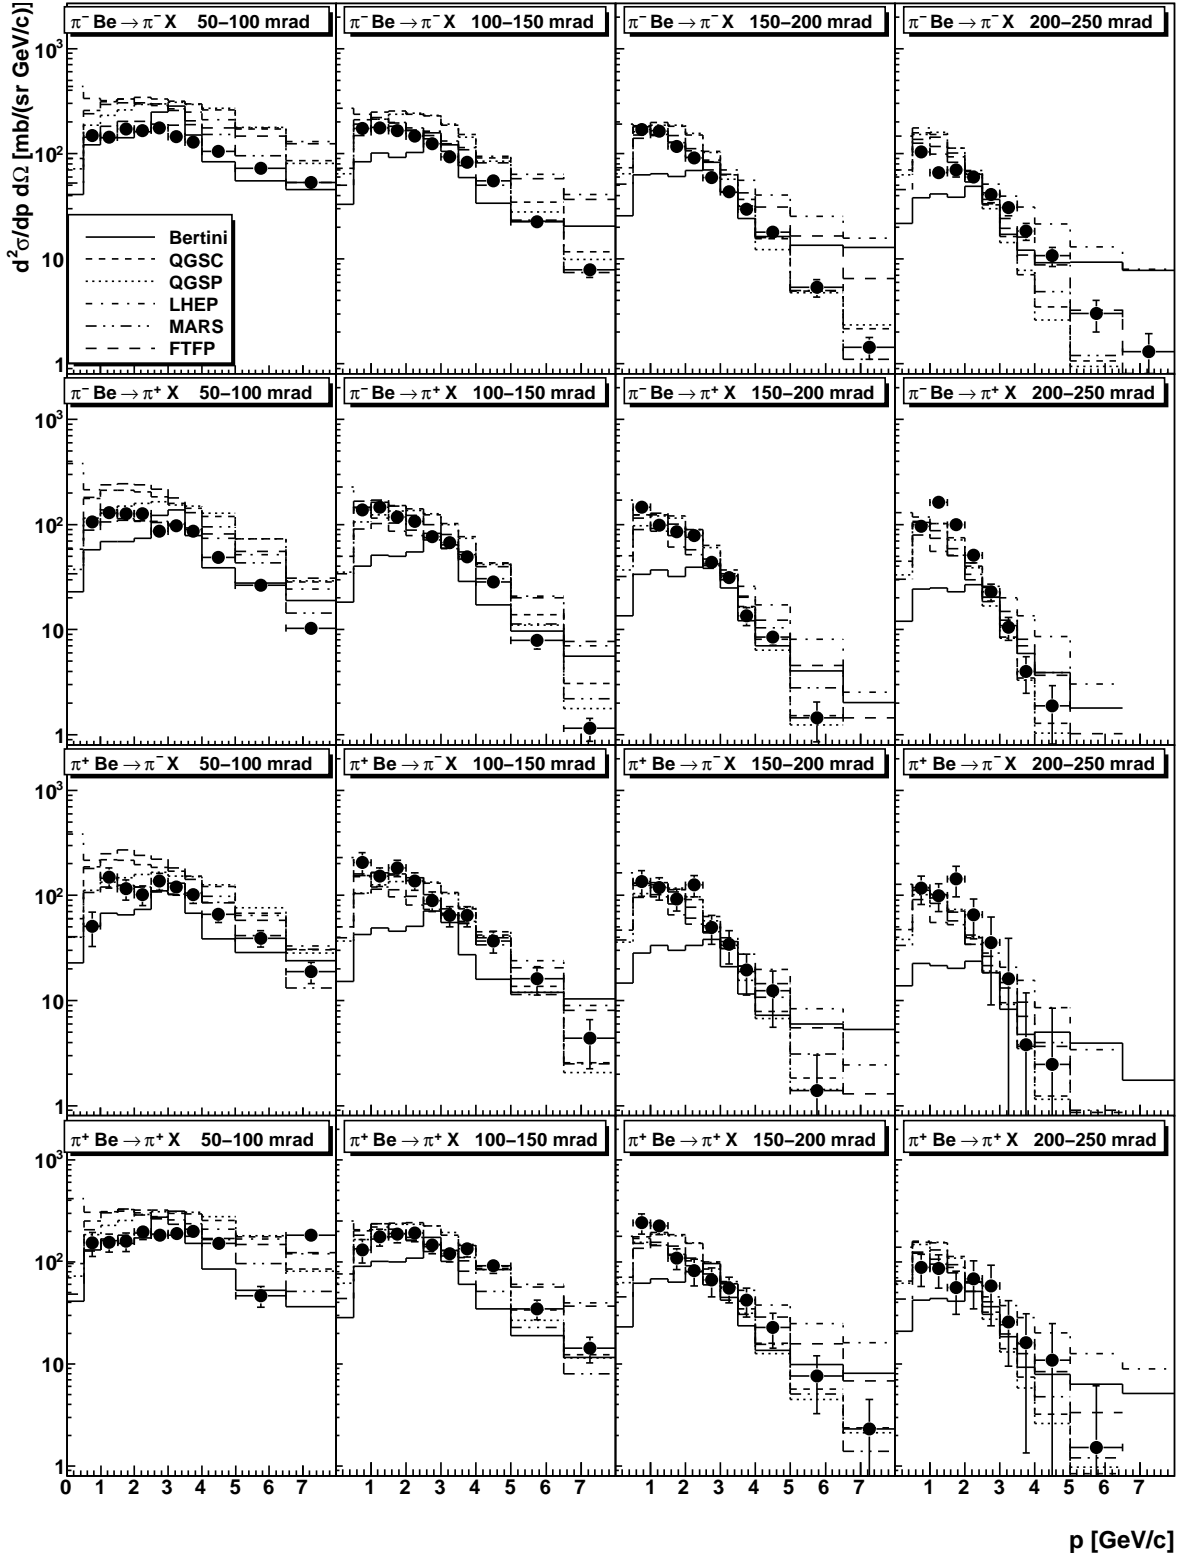 d²σ/dp dΩ [mb/(sr GeV/c)]
π⁻ Be → π⁻ X 50–100 mrad
π⁻ Be → π⁻ X 100–150 mrad
π⁻ Be → π⁻ X 150–200 mrad
π⁻ Be → π⁻ X 200–250 mrad
10³
10²
10
1
Bertini
QGSC
QGSP
LHEP
MARS
FTFP
π⁻ Be → π⁺ X 50–100 mrad
π⁻ Be → π⁺ X 100–150 mrad
π⁻ Be → π⁺ X 150–200 mrad
π⁻ Be → π⁺ X 200–250 mrad
10³
10²
10
1
π⁺ Be → π⁻ X 50–100 mrad
π⁺ Be → π⁻ X 100–150 mrad
π⁺ Be → π⁻ X 150–200 mrad
π⁺ Be → π⁻ X 200–250 mrad
10³
10²
10
1
π⁺ Be → π⁺ X 50–100 mrad
π⁺ Be → π⁺ X 100–150 mrad
π⁺ Be → π⁺ X 150–200 mrad
π⁺ Be → π⁺ X 200–250 mrad
10³
10²
10
1
0 1 2 3 4 5 6 7 1 2 3 4 5 6 7 1 2 3 4 5 6 7 1 2 3 4 5 6 7
p [GeV/c]